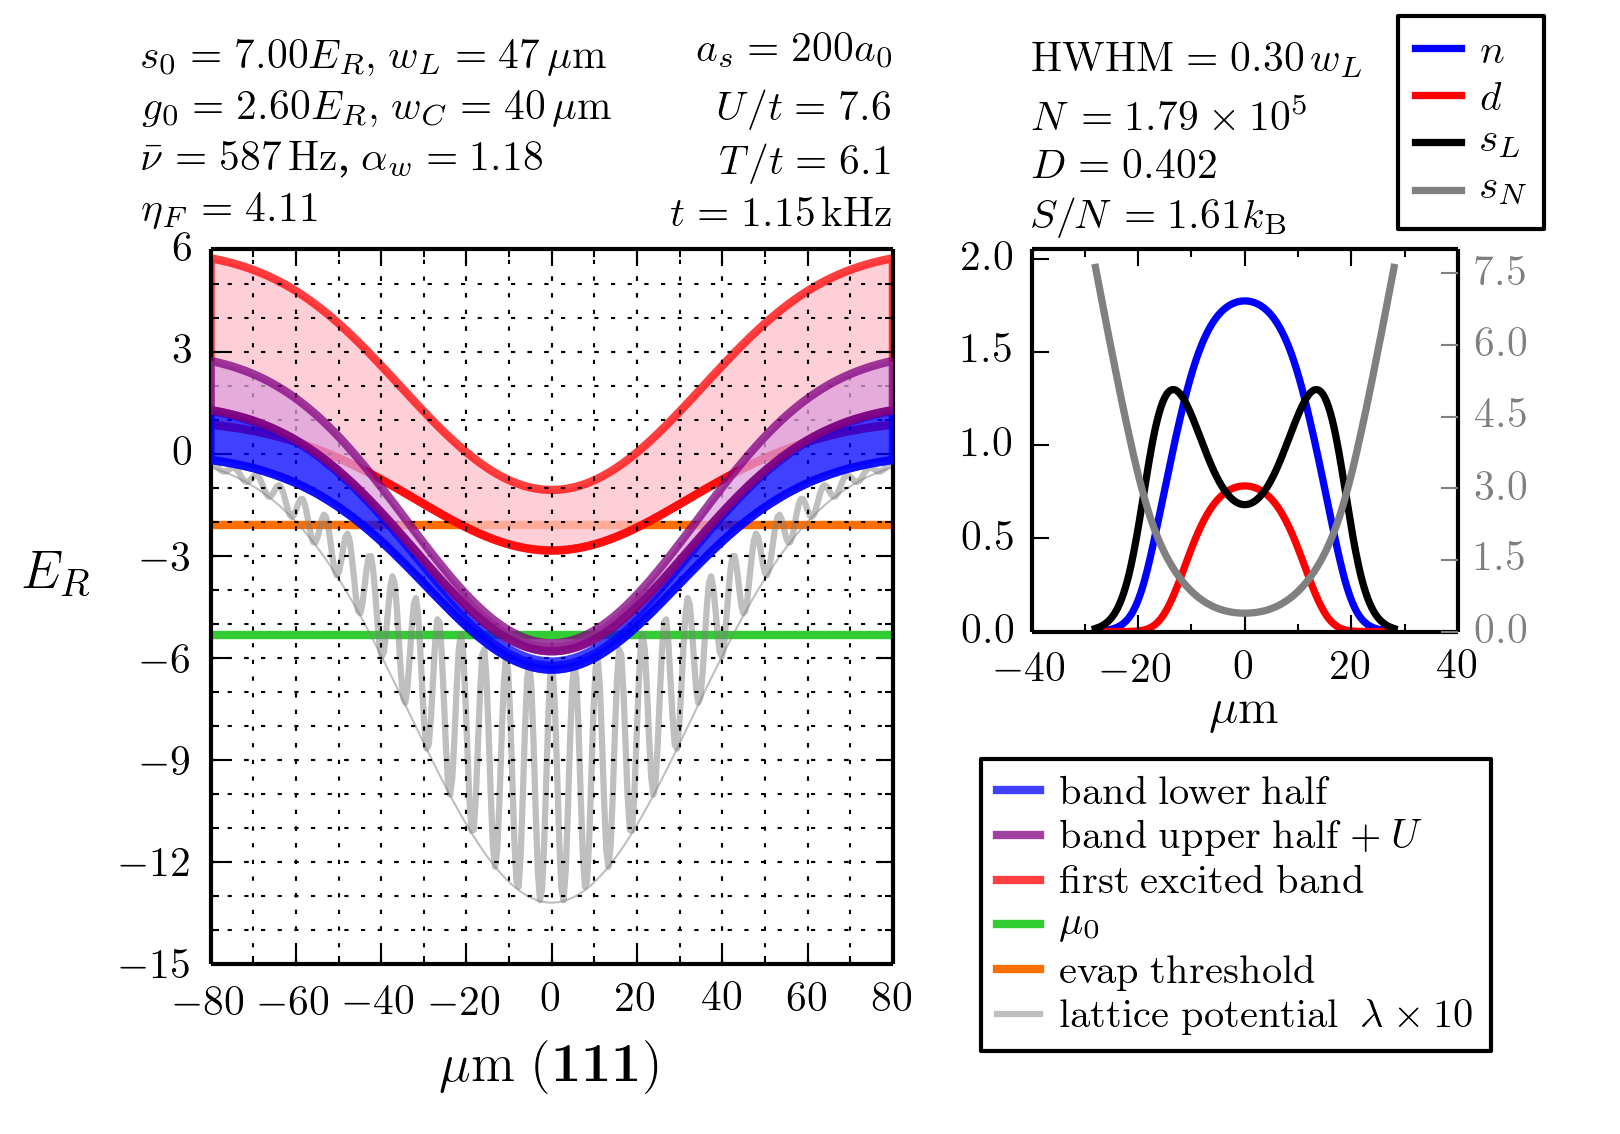 s₀ = 7.00E_R, w_L = 47 μm
g₀ = 2.60E_R, w_C = 40 μm
ν̄ = 587 Hz, α_w = 1.18
η_F = 4.11
a_s = 200a₀
U/t = 7.6
T/t = 6.1
t = 1.15 kHz
HWHM = 0.30 w_L
N = 1.79 × 10⁵
D = 0.402
S/N = 1.61k_B
n
d
s_L
s_N
6
3
0
−3
−6
−9
−12
−15
E_R
−80 −60 −40 −20 0 20 40 60 80
μm (111)
2.0
1.5
1.0
0.5
0.0
7.5
6.0
4.5
3.0
1.5
0.0
−40 −20 0 20 40
μm
band lower half
band upper half + U
first excited band
μ₀
evap threshold
lattice potential λ × 10